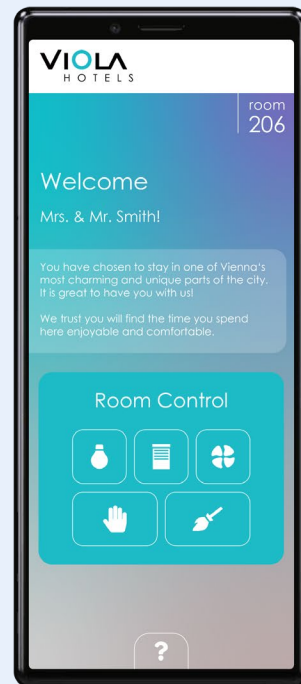 VIOLA
HOTELS
room
206
Welcome
Mrs. & Mr. Smith!
You have chosen to stay in one of Vienna's
most charming and unique parts of the city.
It is great to have you with us!
We trust you will find the time you spend
here enjoyable and comfortable.
Room Control
?